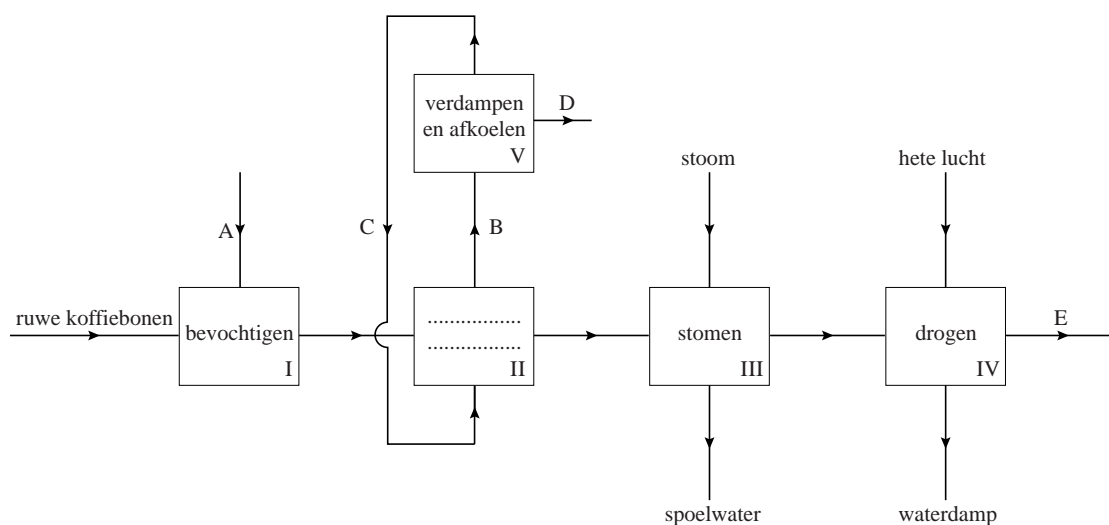 verdampen
en afkoelen
V
D
stoom
hete lucht
A
C
B
ruwe koffiebonen
bevochtigen
I
..................
..................
II
stomen
III
drogen
IV
E
spoelwater
waterdamp